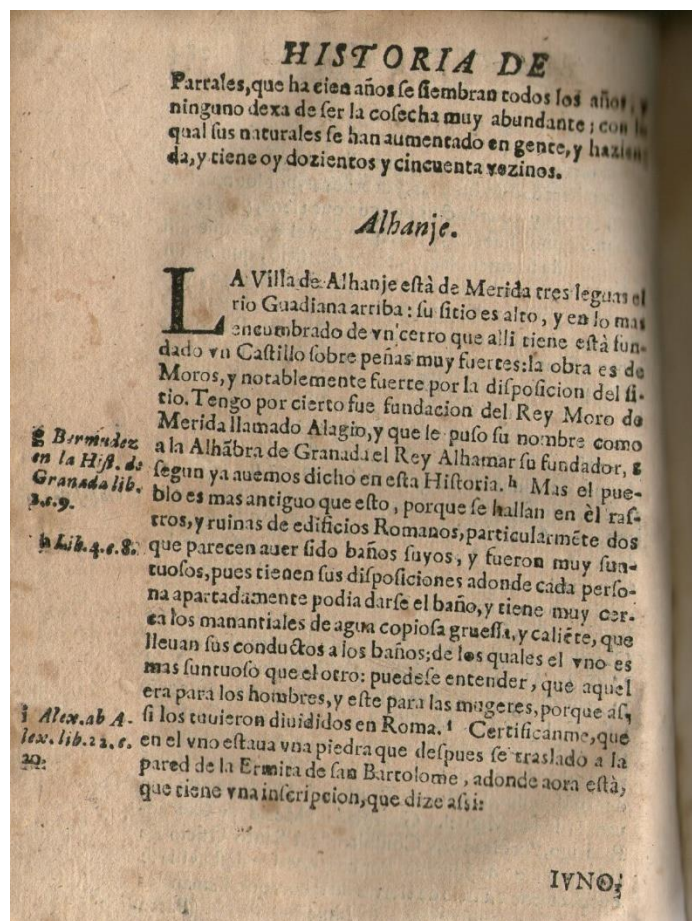 HISTORIA DE
Parrales, que ha cien años ſe ſiembran todos los años, y
ninguno dexa de ſer la coſecha muy abundante; con lo
qual ſus naturales ſe han aumentado en gente, y hazien
da, y tiene oy dozientos y cincuenta vezinos.
Alhanje.
LA Villa de Alhanje eſtà de Merida tres leguas el
rio Guadiana arriba: ſu ſitio es alto, y en lo mas
encumbrado de vn cerro que alli tiene eſtà fun-
dado vn Caſtillo ſobre peñas muy fuertes: la obra es de
Moros, y notablemente fuerte por la diſpoſicion del ſi-
tio. Tengo por cierto fue fundacion del Rey Moro de
Merida llamado Alagio, y que le puſo ſu nombre como
a la Alhãbra de Granada el Rey Alhamar ſu fundador, g
ſegun ya auemos dicho en eſta Hiſtoria. h Mas el pue-
blo es mas antiguo que eſto, porque ſe hallan en èl raſ-
tros, y ruinas de edificios Romanos, particularmẽte dos
que parecen auer ſido baños ſuyos, y fueron muy ſun-
tuoſos, pues tienen ſus diſpoſiciones adonde cada perſo-
na apartadamente podia darſe el baño, y tiene muy cer-
ca los manantiales de agua copioſa grueſſa, y caliẽte, que
lleuan ſus conductos a los baños; de los quales el vno es
mas ſuntuoſo que el otro: puedeſe entender, que aquel
era para los hombres, y eſte para las mugeres, porque aſ,
ſi los tuuieron diuididos en Roma. i Certificanme, que
en el vno eſtaua vna piedra que deſpues ſe traslado a la
pared de la Ermita de ſan Bartolome, adonde aora eſtà,
que tiene vna inſcripcion, que dize aſsi:
IVNO;
g Bermudez
en la Hiſt. de
Granada lib.
3.c.9.
h Lib.4.c.8.
i Alex. ab A-
lex. lib. 22. c.
20: